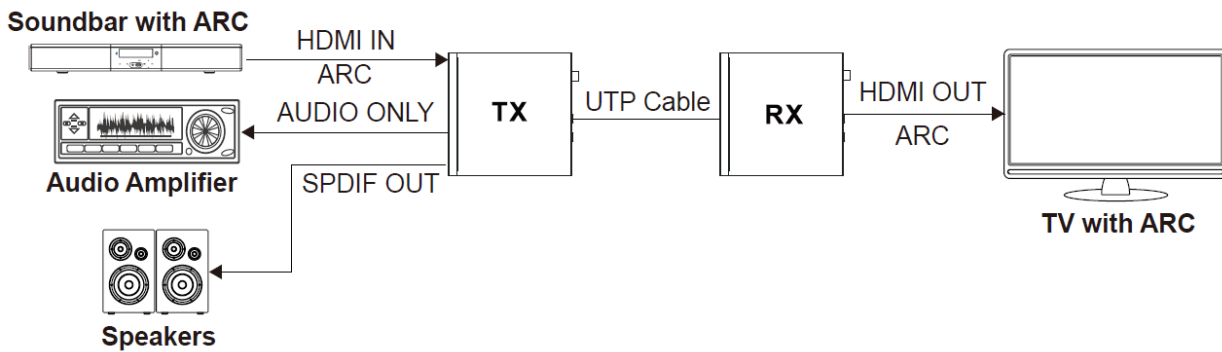 Soundbar with ARC
HDMI IN
ARC
AUDIO ONLY
Audio Amplifier
SPDIF OUT
Speakers
TX
UTP Cable
RX
HDMI OUT
ARC
TV with ARC